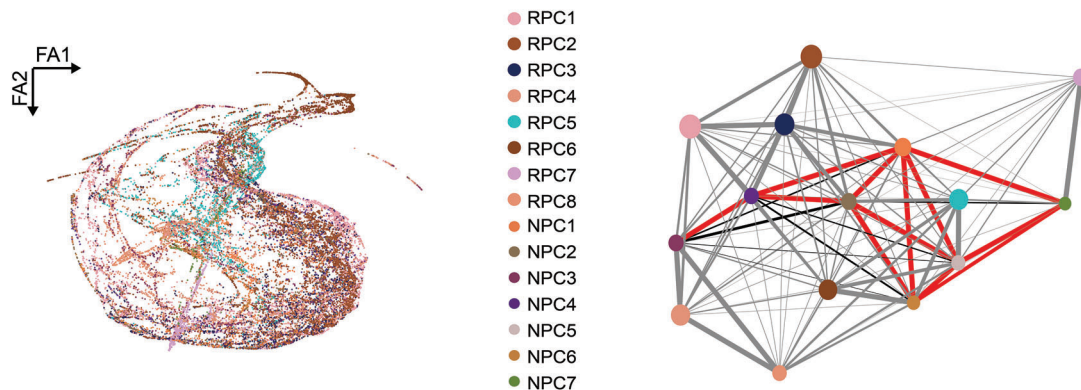 FA1
FA2
RPC1
RPC2
RPC3
RPC4
RPC5
RPC6
RPC7
RPC8
NPC1
NPC2
NPC3
NPC4
NPC5
NPC6
NPC7